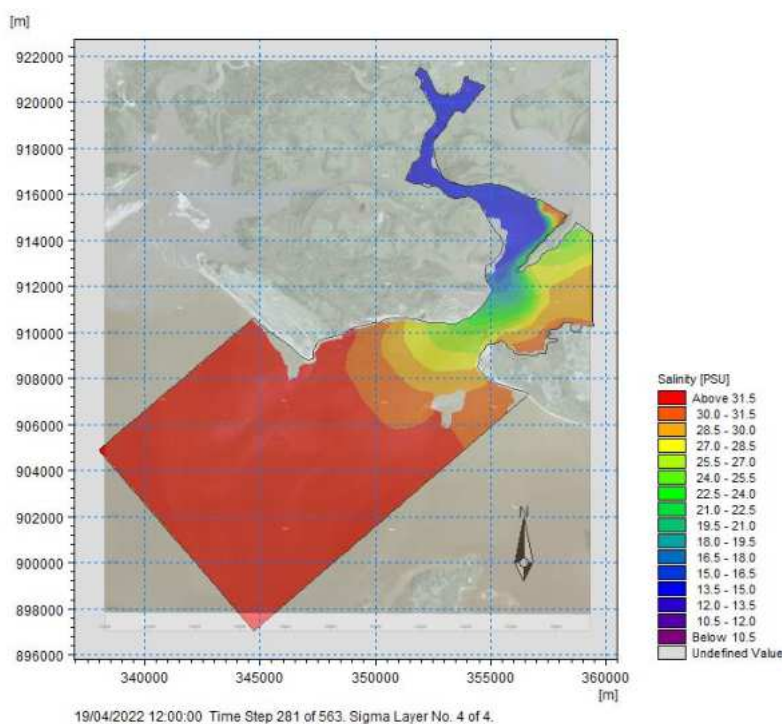 [m]
922000
920000
918000
916000
914000
912000
910000
908000
906000
904000
902000
900000
898000
896000
340000
345000
350000
355000
360000
[m]
N
Salinity [PSU]
Above 31.5
30.0 - 31.5
28.5 - 30.0
27.0 - 28.5
25.5 - 27.0
24.0 - 25.5
22.5 - 24.0
21.0 - 22.5
19.5 - 21.0
18.0 - 19.5
16.5 - 18.0
15.0 - 16.5
13.5 - 15.0
12.0 - 13.5
10.5 - 12.0
Below 10.5
Undefined Value
19/04/2022 12:00:00 Time Step 281 of 563. Sigma Layer No. 4 of 4.